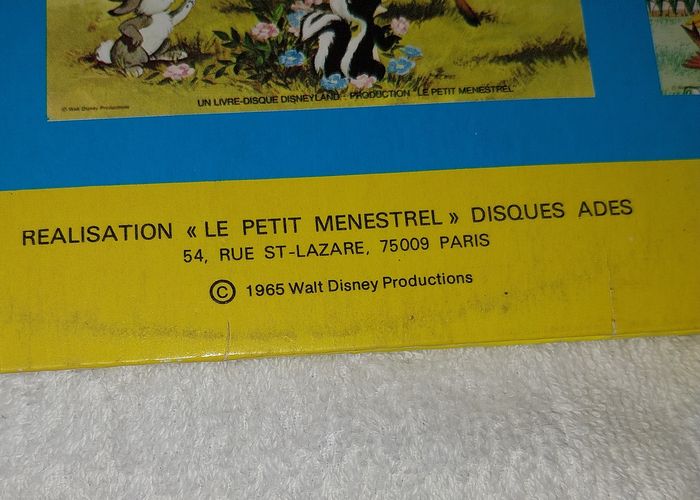 UN LIVRE-DISQUE DISNEYLAND - PRODUCTION "LE PETIT MENESTREL"
© Walt Disney Productions
REALISATION « LE PETIT MENESTREL » DISQUES ADES
54, RUE ST-LAZARE, 75009 PARIS
© 1965 Walt Disney Productions